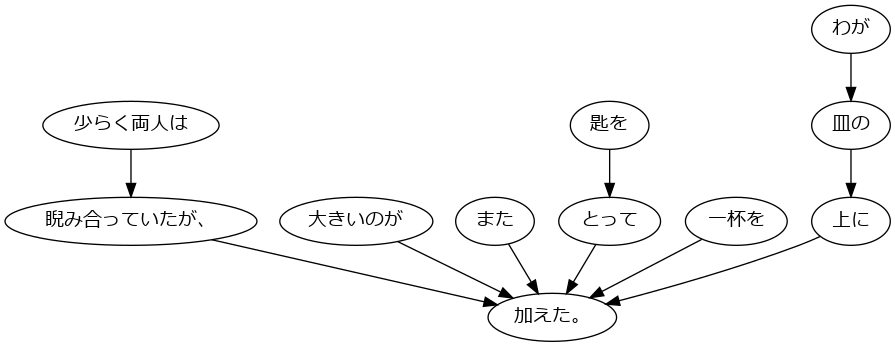 わが
少らく両人は
匙を
皿の
睨み合っていたが、
大きいのが
また
とって
一杯を
上に
加えた。